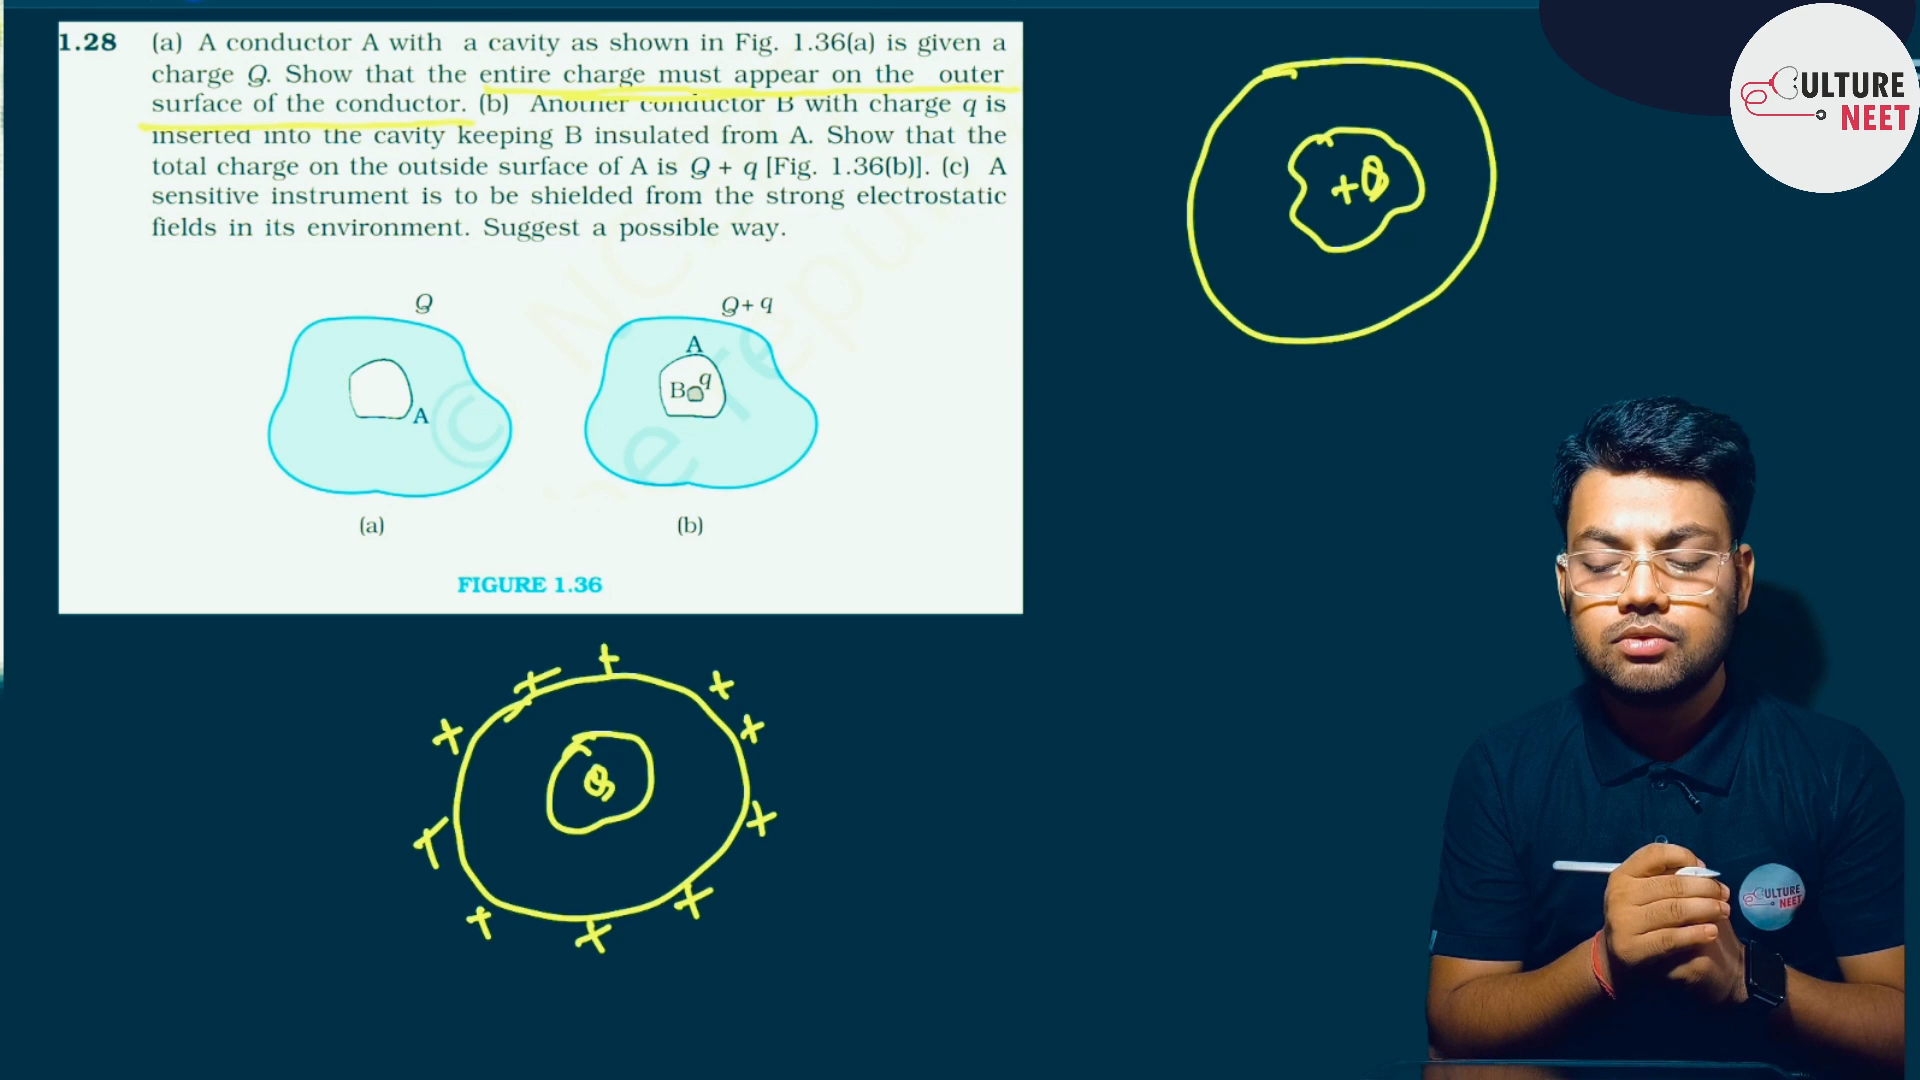 1.28 (a) A conductor A with a cavity as shown in Fig. 1.36(a) is given a
charge Q. Show that the entire charge must appear on the outer
surface of the conductor. (b) Another conductor B with charge q is
inserted into the cavity keeping B insulated from A. Show that the
total charge on the outside surface of A is Q + q [Fig. 1.36(b)]. (c) A
sensitive instrument is to be shielded from the strong electrostatic
fields in its environment. Suggest a possible way.
Q
A
(a)
Q+ q
A
B q
(b)
FIGURE 1.36
+Q
+ + + + + + + + +
Q
CULTURE
NEET
CULTURE
NEET